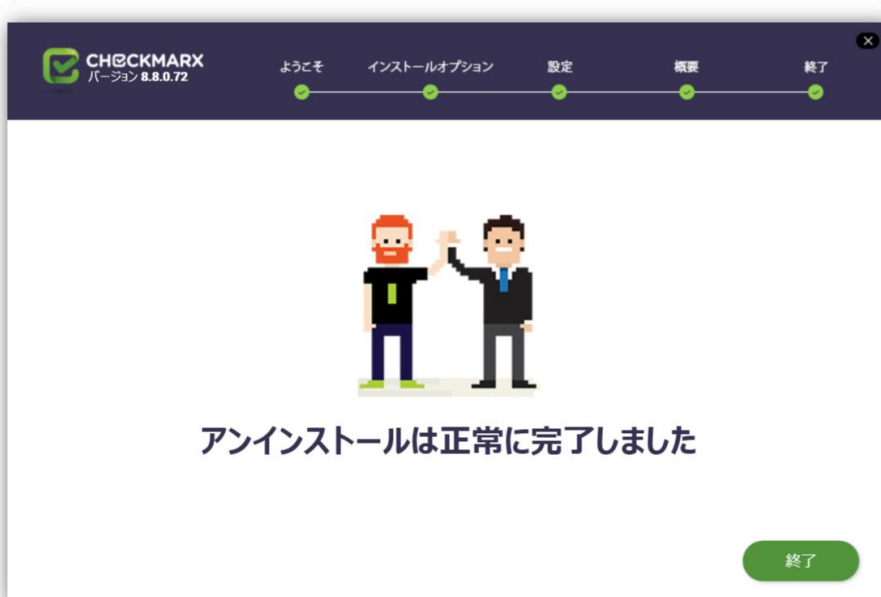 CHECKMARX
バージョン 8.8.0.72
ようこそ
インストールオプション
設定
概要
終了
アンインストールは正常に完了しました
終了